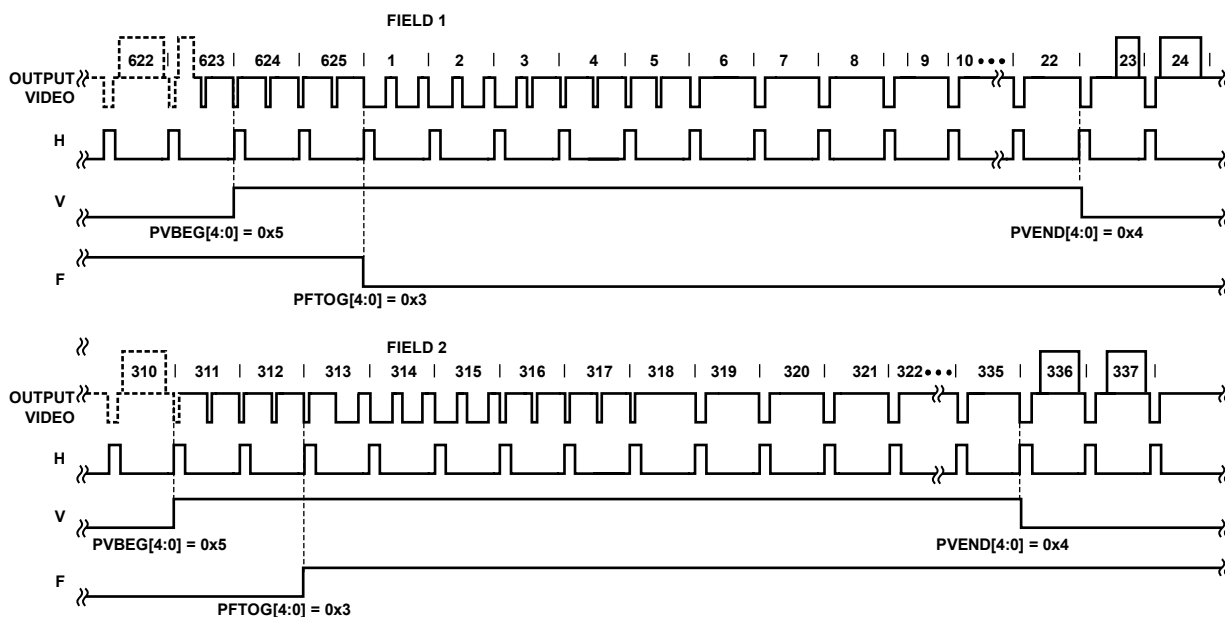 FIELD 1
622 623 624 625 1 2 3 4 5 6 7 8 9 10 ••• 22 23 24
OUTPUT
VIDEO
H
V
PVBEG[4:0] = 0x5
PVEND[4:0] = 0x4
F
PFTOG[4:0] = 0x3
FIELD 2
310 311 312 313 314 315 316 317 318 319 320 321 322 ••• 335 336 337
OUTPUT
VIDEO
H
V
PVBEG[4:0] = 0x5
PVEND[4:0] = 0x4
F
PFTOG[4:0] = 0x3